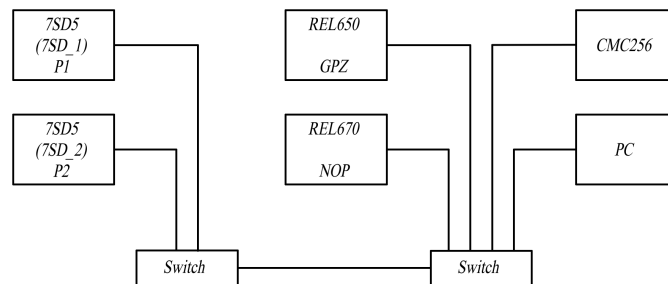 7SD5
(7SD_1)
P1
REL650
GPZ
CMC256
7SD5
(7SD_2)
P2
REL670
NOP
PC
Switch
Switch